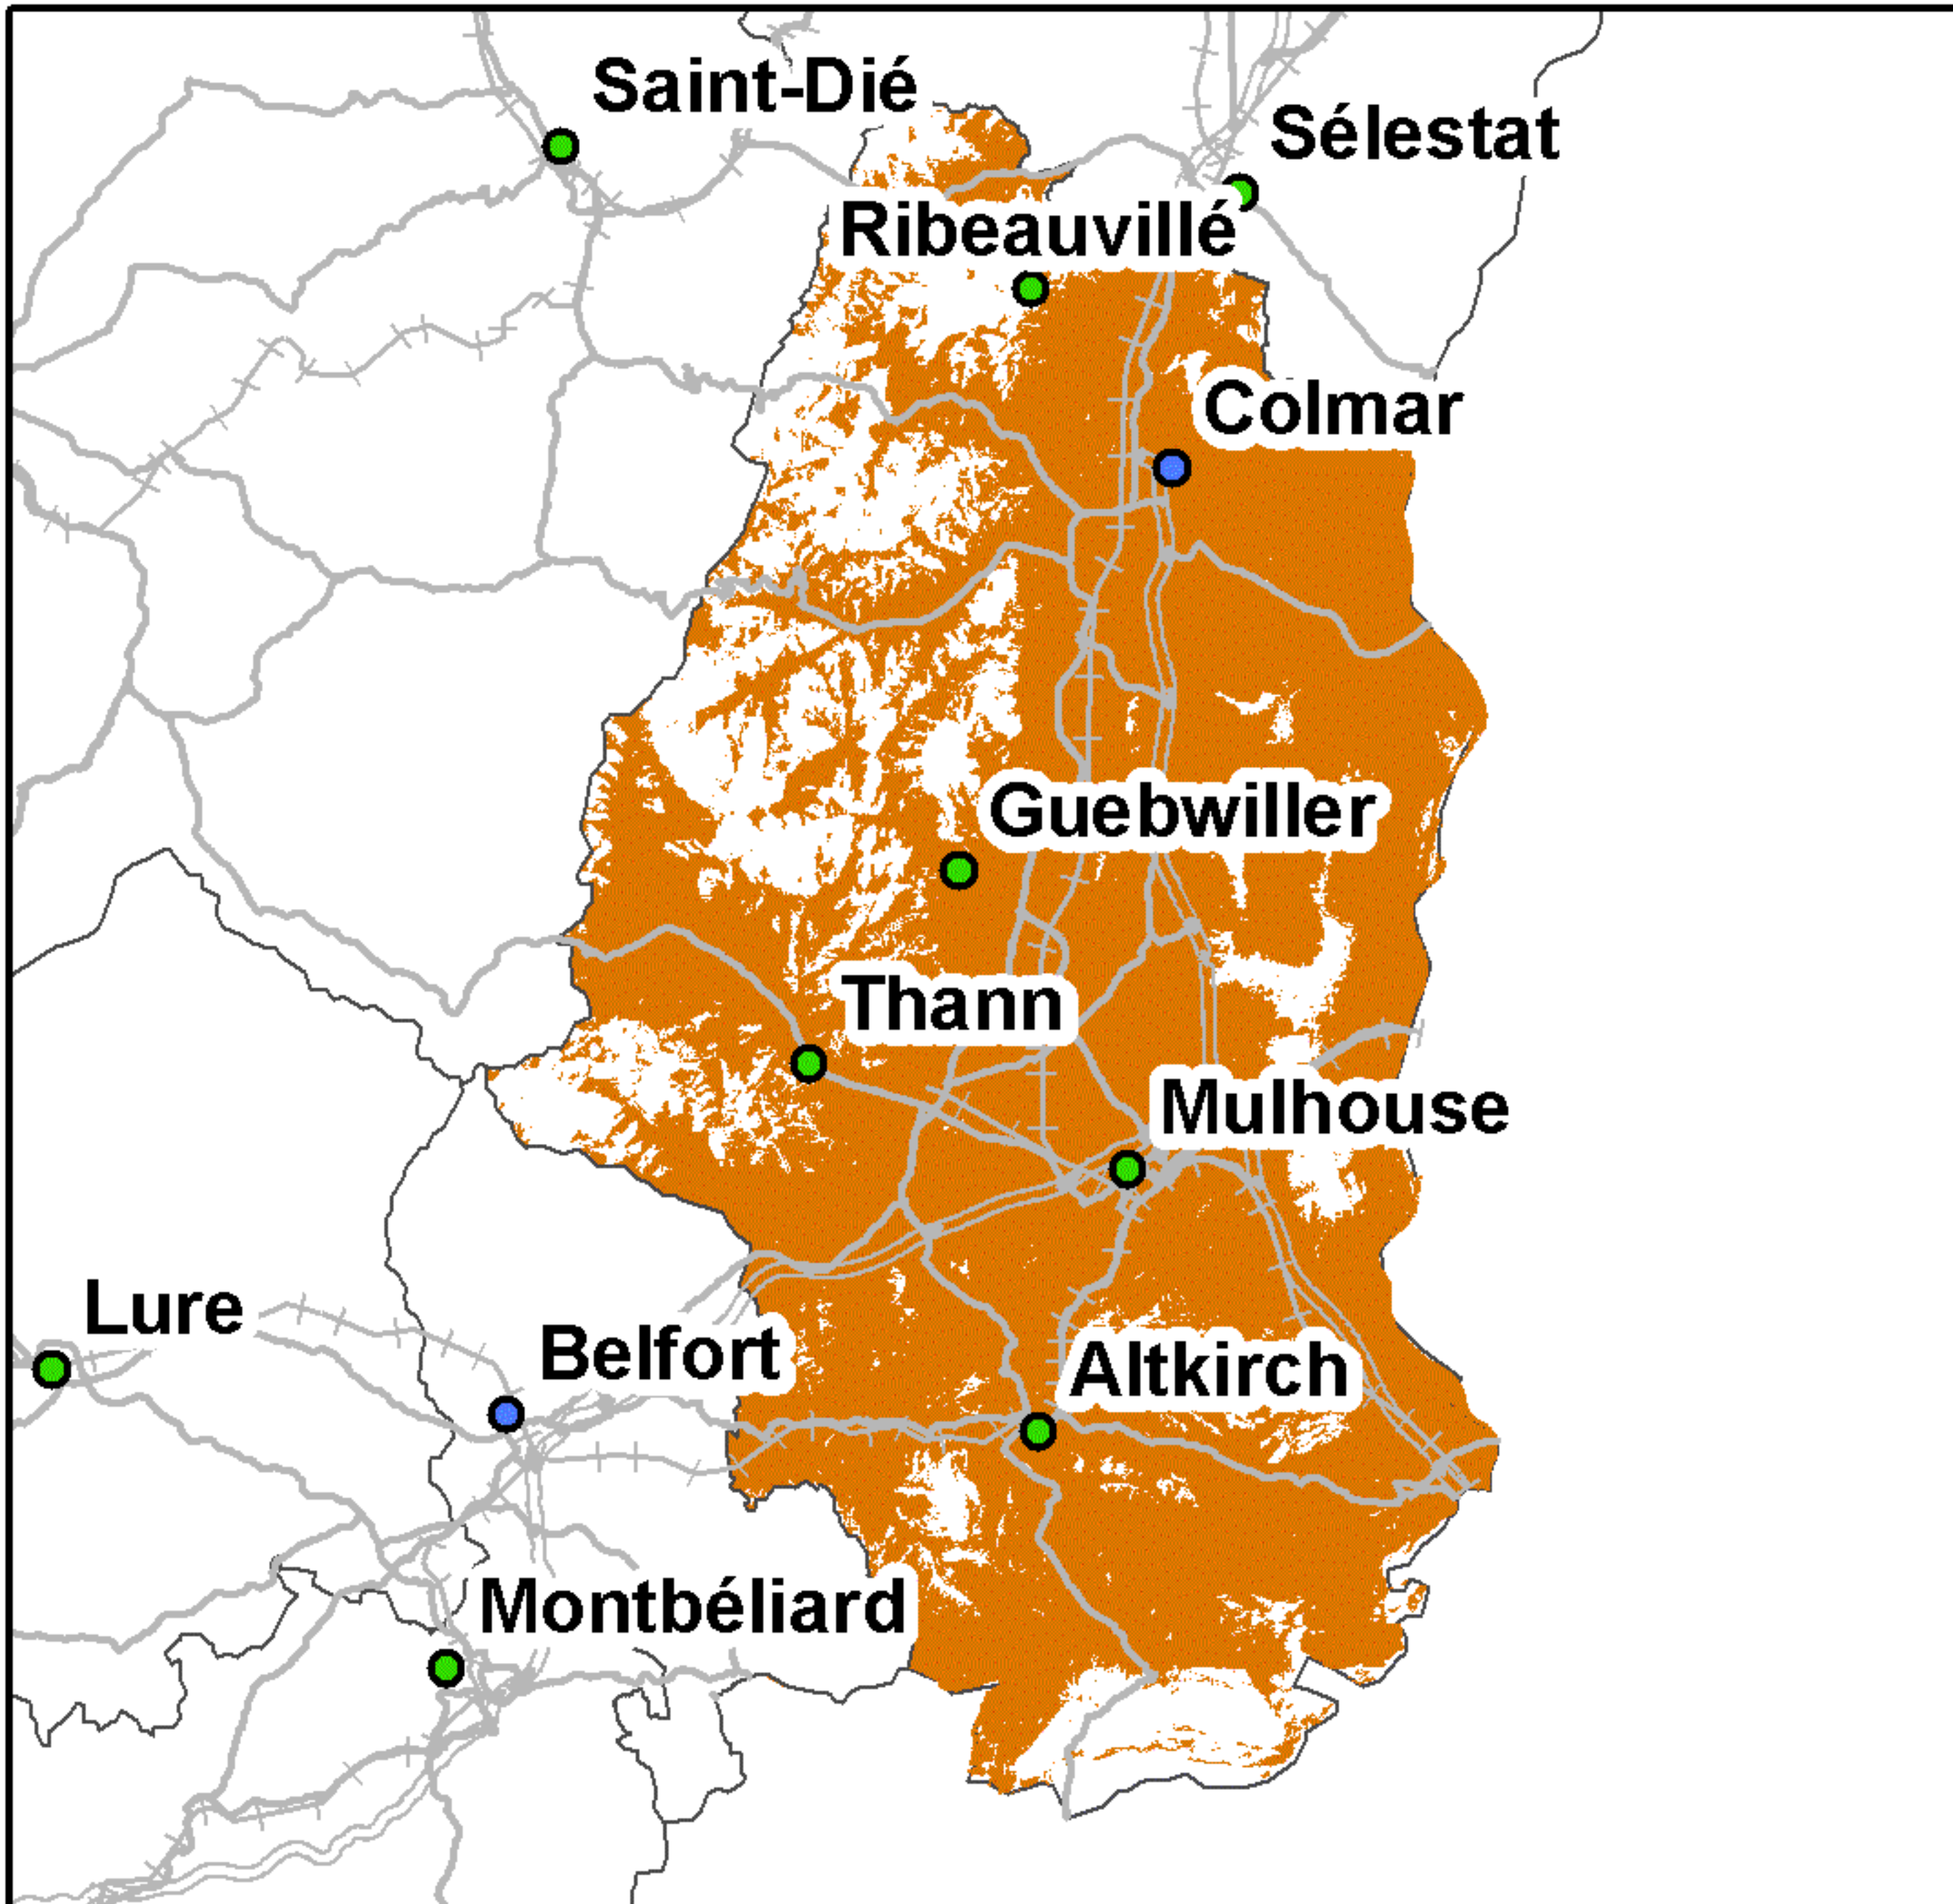 Saint-Dié
Sélestat
Ribeauvillé
Colmar
Guebwiller
Thann
Mulhouse
Lure
Belfort
Altkirch
Montbéliard